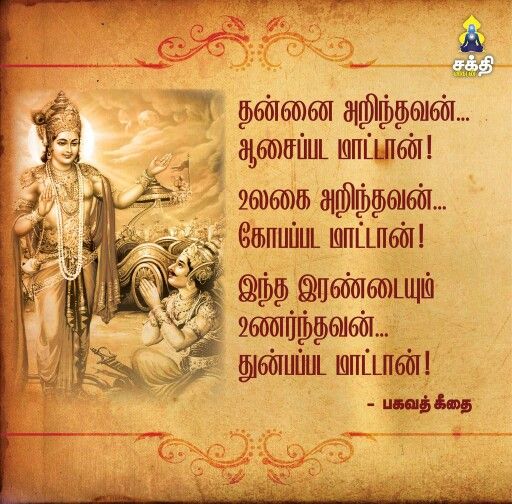 சக்தி
தன்னை அறிந்தவன்...
ஆசைப்பட மாட்டான்!
உலகை அறிந்தவன்...
கோபப்பட மாட்டான்!
இந்த இரண்டையும்
உணர்ந்தவன்...
துன்பப்பட மாட்டான்!
- பகவத் கீதை